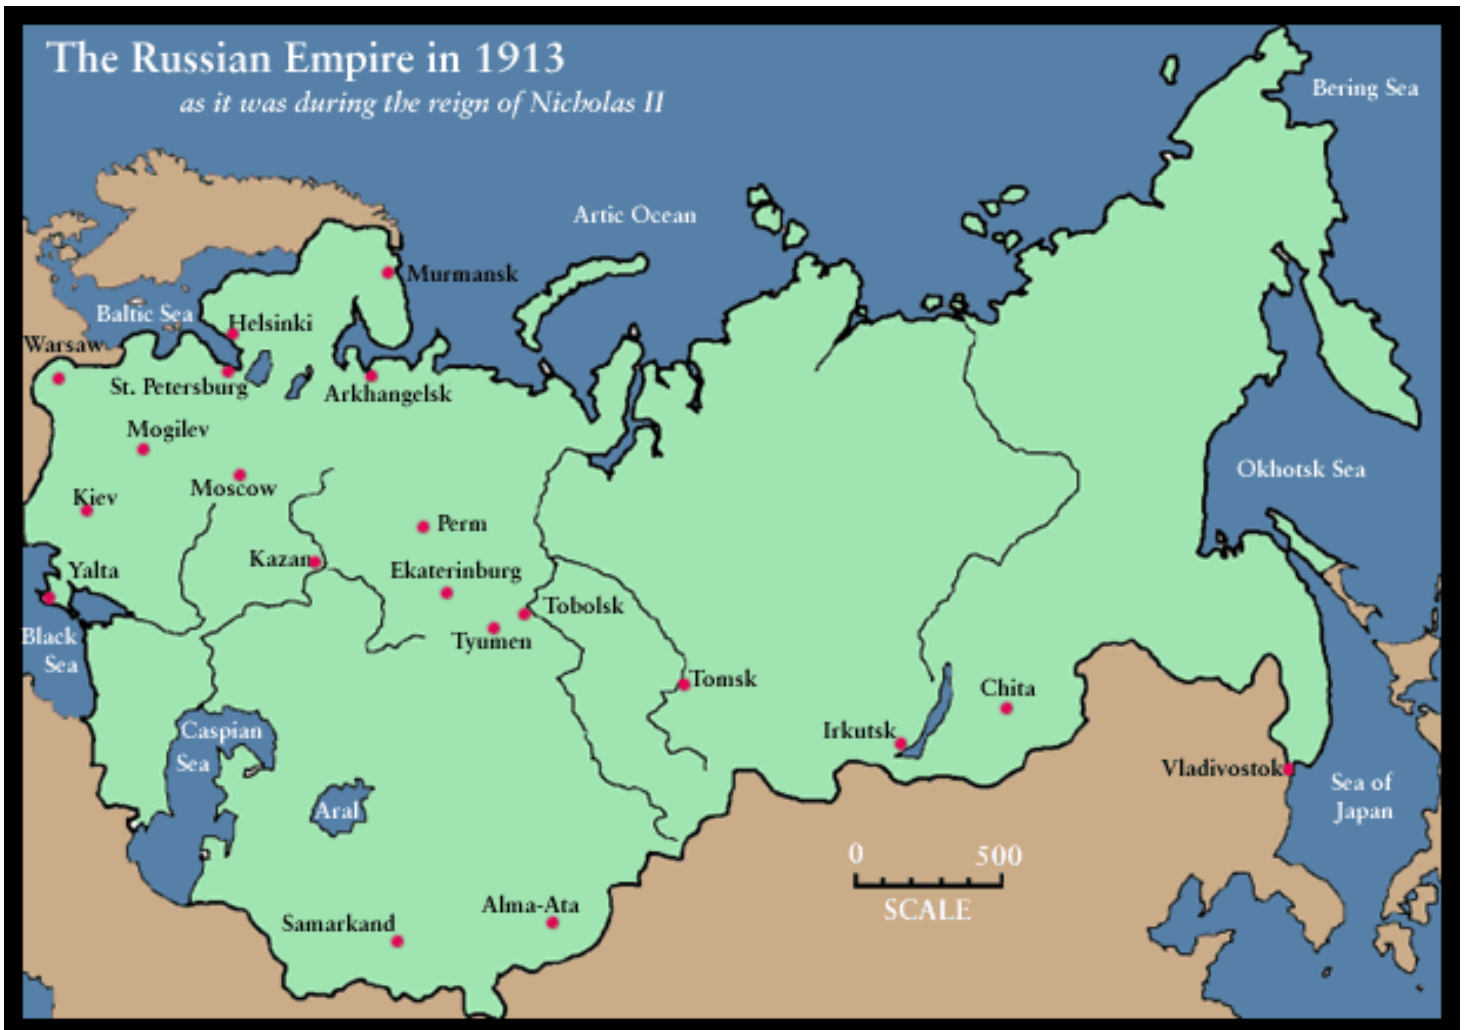 The Russian Empire in 1913
as it was during the reign of Nicholas II
Bering Sea
Artic Ocean
Murmansk
Baltic Sea
Helsinki
Warsaw
St. Petersburg
Arkhangelsk
Mogilev
Okhotsk Sea
Moscow
Kiev
Perm
Kazan
Ekaterinburg
Yalta
Tobolsk
Black
Sea
Tyumen
Tomsk
Chita
Irkutsk
Caspian
Sea
Vladivostok
Sea of
Japan
Aral
0 500
SCALE
Alma-Ata
Samarkand